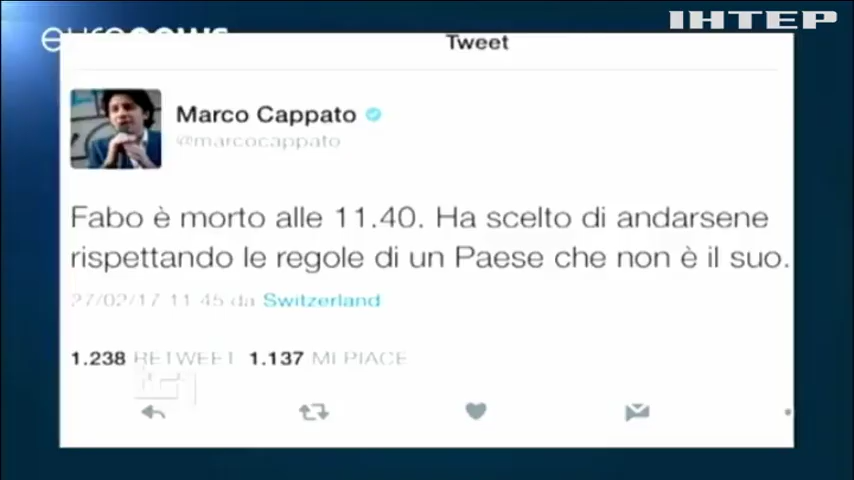 ІНТЕР
euronews
Tweet
Marco Cappato
@marcocappato
Fabo è morto alle 11.40. Ha scelto di andarsene
rispettando le regole di un Paese che non è il suo.
27/02/17 11 45 da Switzerland
1.238 RETWEET 1.137 MI PIACE
TG1